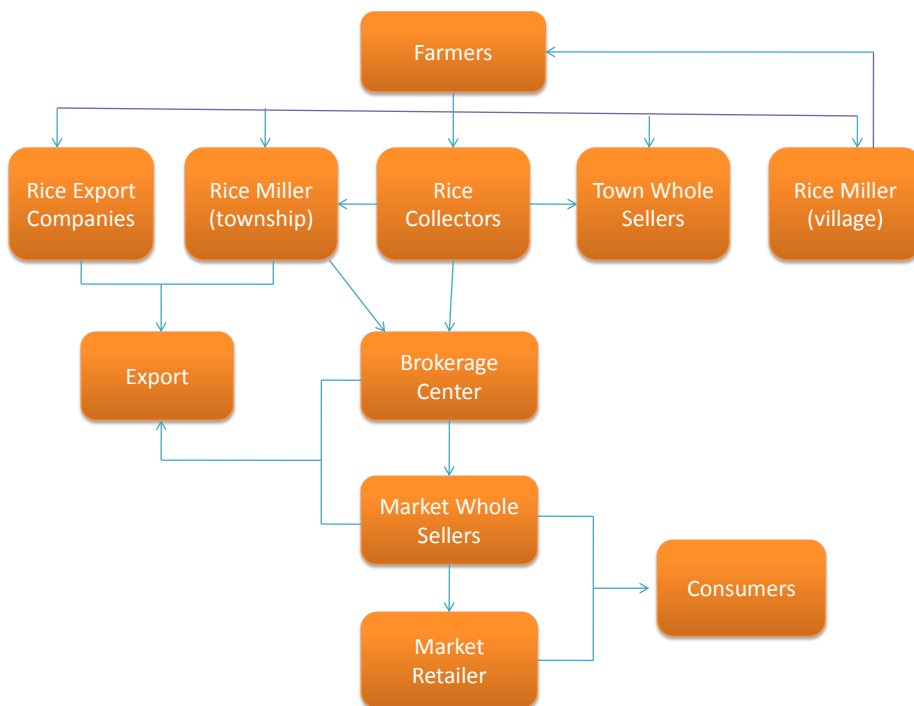 Farmers
Rice Export
Companies
Rice Miller
(township)
Rice
Collectors
Town Whole
Sellers
Rice Miller
(village)
Export
Brokerage
Center
Market Whole
Sellers
Consumers
Market
Retailer